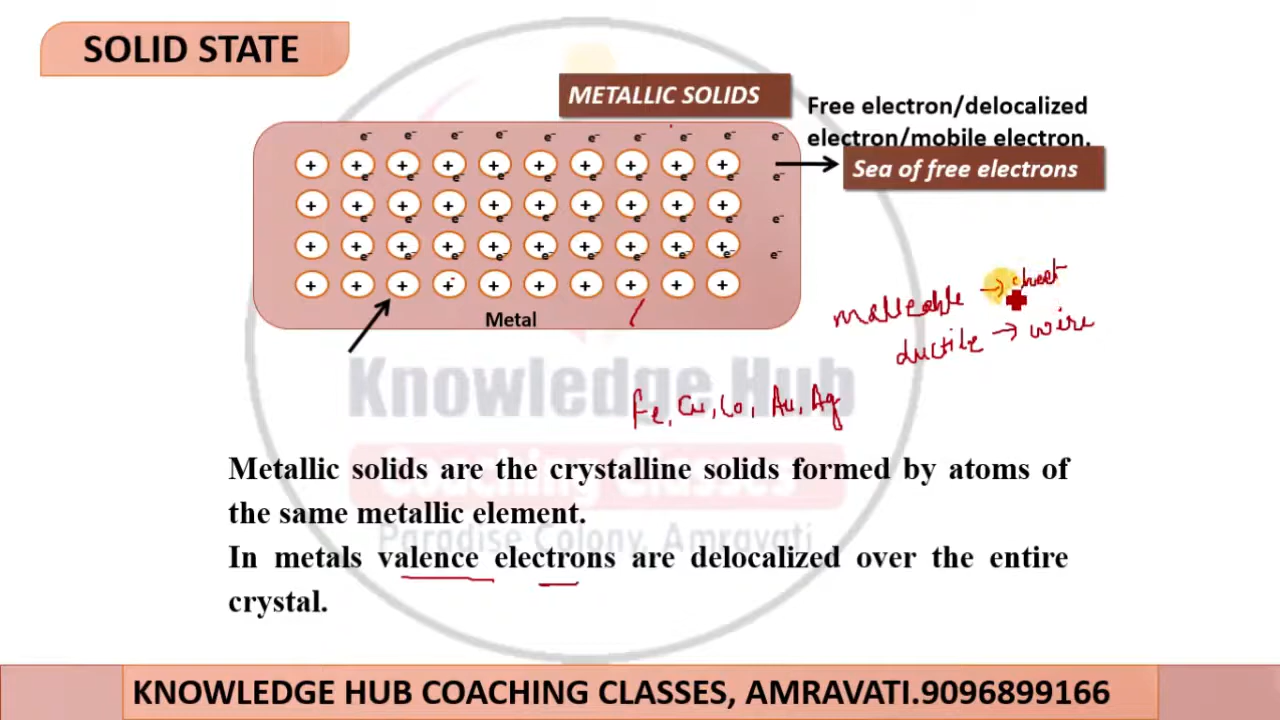 SOLID STATE
METALLIC SOLIDS
Free electron/delocalized
electron/mobile electron.
Sea of free electrons
e⁻ e⁻ e⁻ e⁻ e⁻ e⁻ e⁻ e⁻ e⁻ e⁻
+ + + + + + + + + +
e⁻ e⁻ e⁻ e⁻ e⁻ e⁻ e⁻ e⁻ e⁻ e⁻
+ + + + + + + + + +
e⁻ e⁻ e⁻ e⁻ e⁻ e⁻ e⁻ e⁻ e⁻ e⁻
+ + + + + + + + + +
e⁻ e⁻ e⁻ e⁻ e⁻ e⁻ e⁻ e⁻ e⁻ e⁻
+ + + + + + + + + +
Metal
malleable → sheet
ductile → wire
Knowledge Hub
Fe, Cu, Co, Au, Ag
Coaching Classes
Paradise Colony, Amravati
Metallic solids are the crystalline solids formed by atoms of
the same metallic element.
In metals valence electrons are delocalized over the entire
crystal.
KNOWLEDGE HUB COACHING CLASSES, AMRAVATI.9096899166